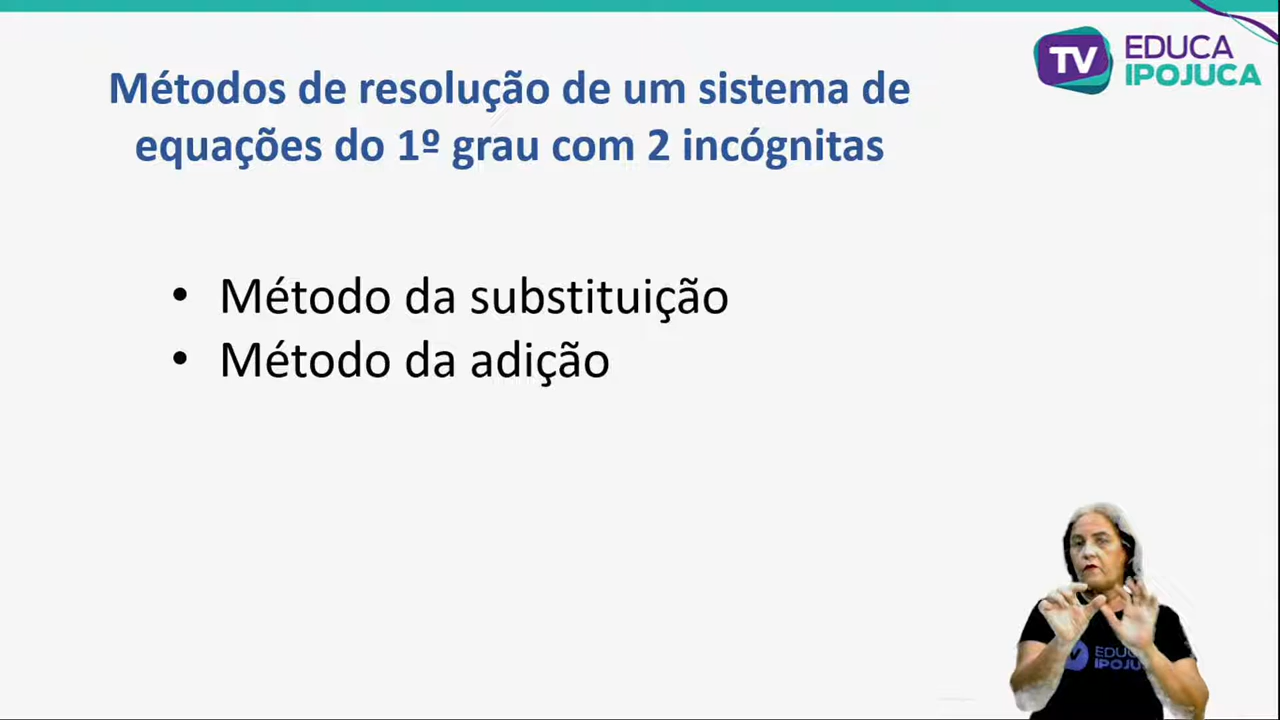 TV EDUCA
IPOJUCA
Métodos de resolução de um sistema de
equações do 1º grau com 2 incógnitas
• Método da substituição
• Método da adição
IPOJU